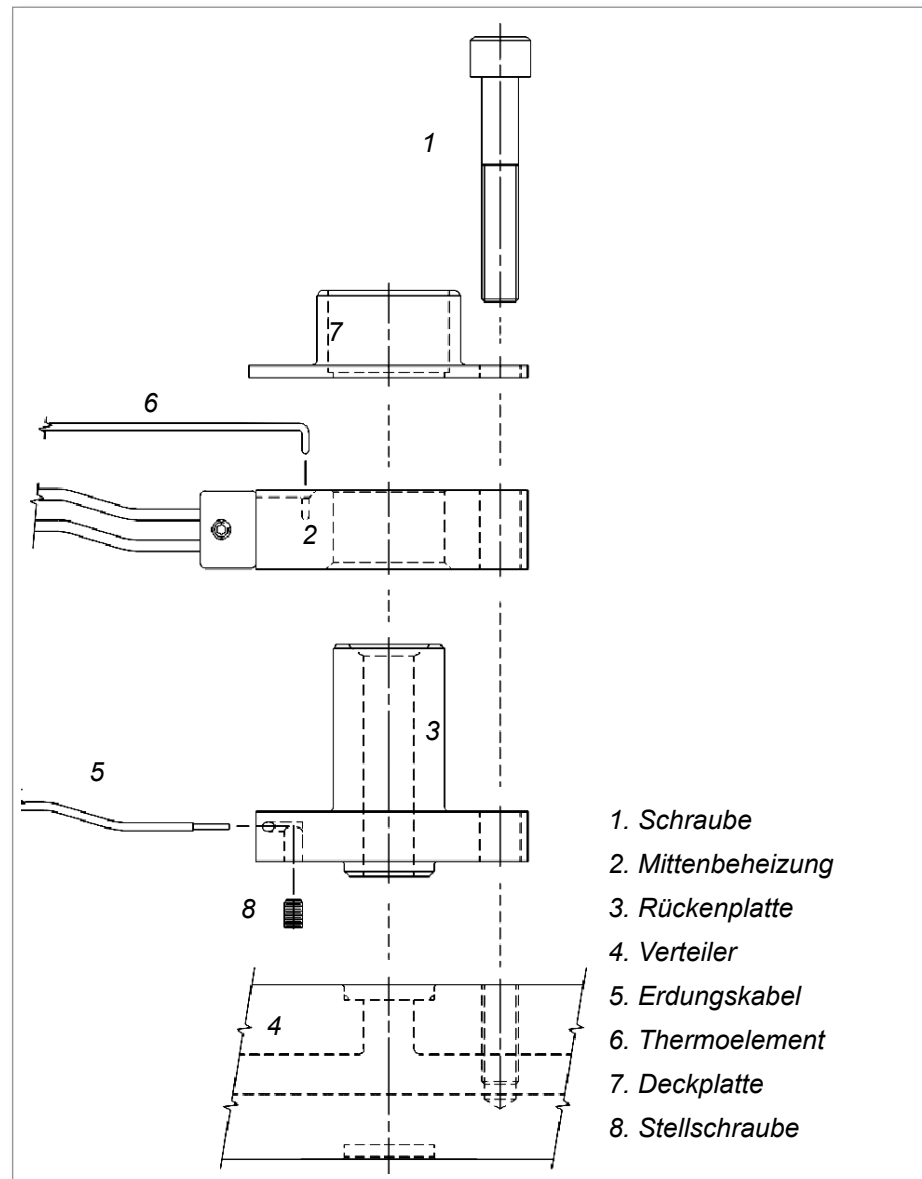 1
7
6
2
3
5
8
4
1. Schraube
2. Mittenbeheizung
3. Rückenplatte
4. Verteiler
5. Erdungskabel
6. Thermoelement
7. Deckplatte
8. Stellschraube